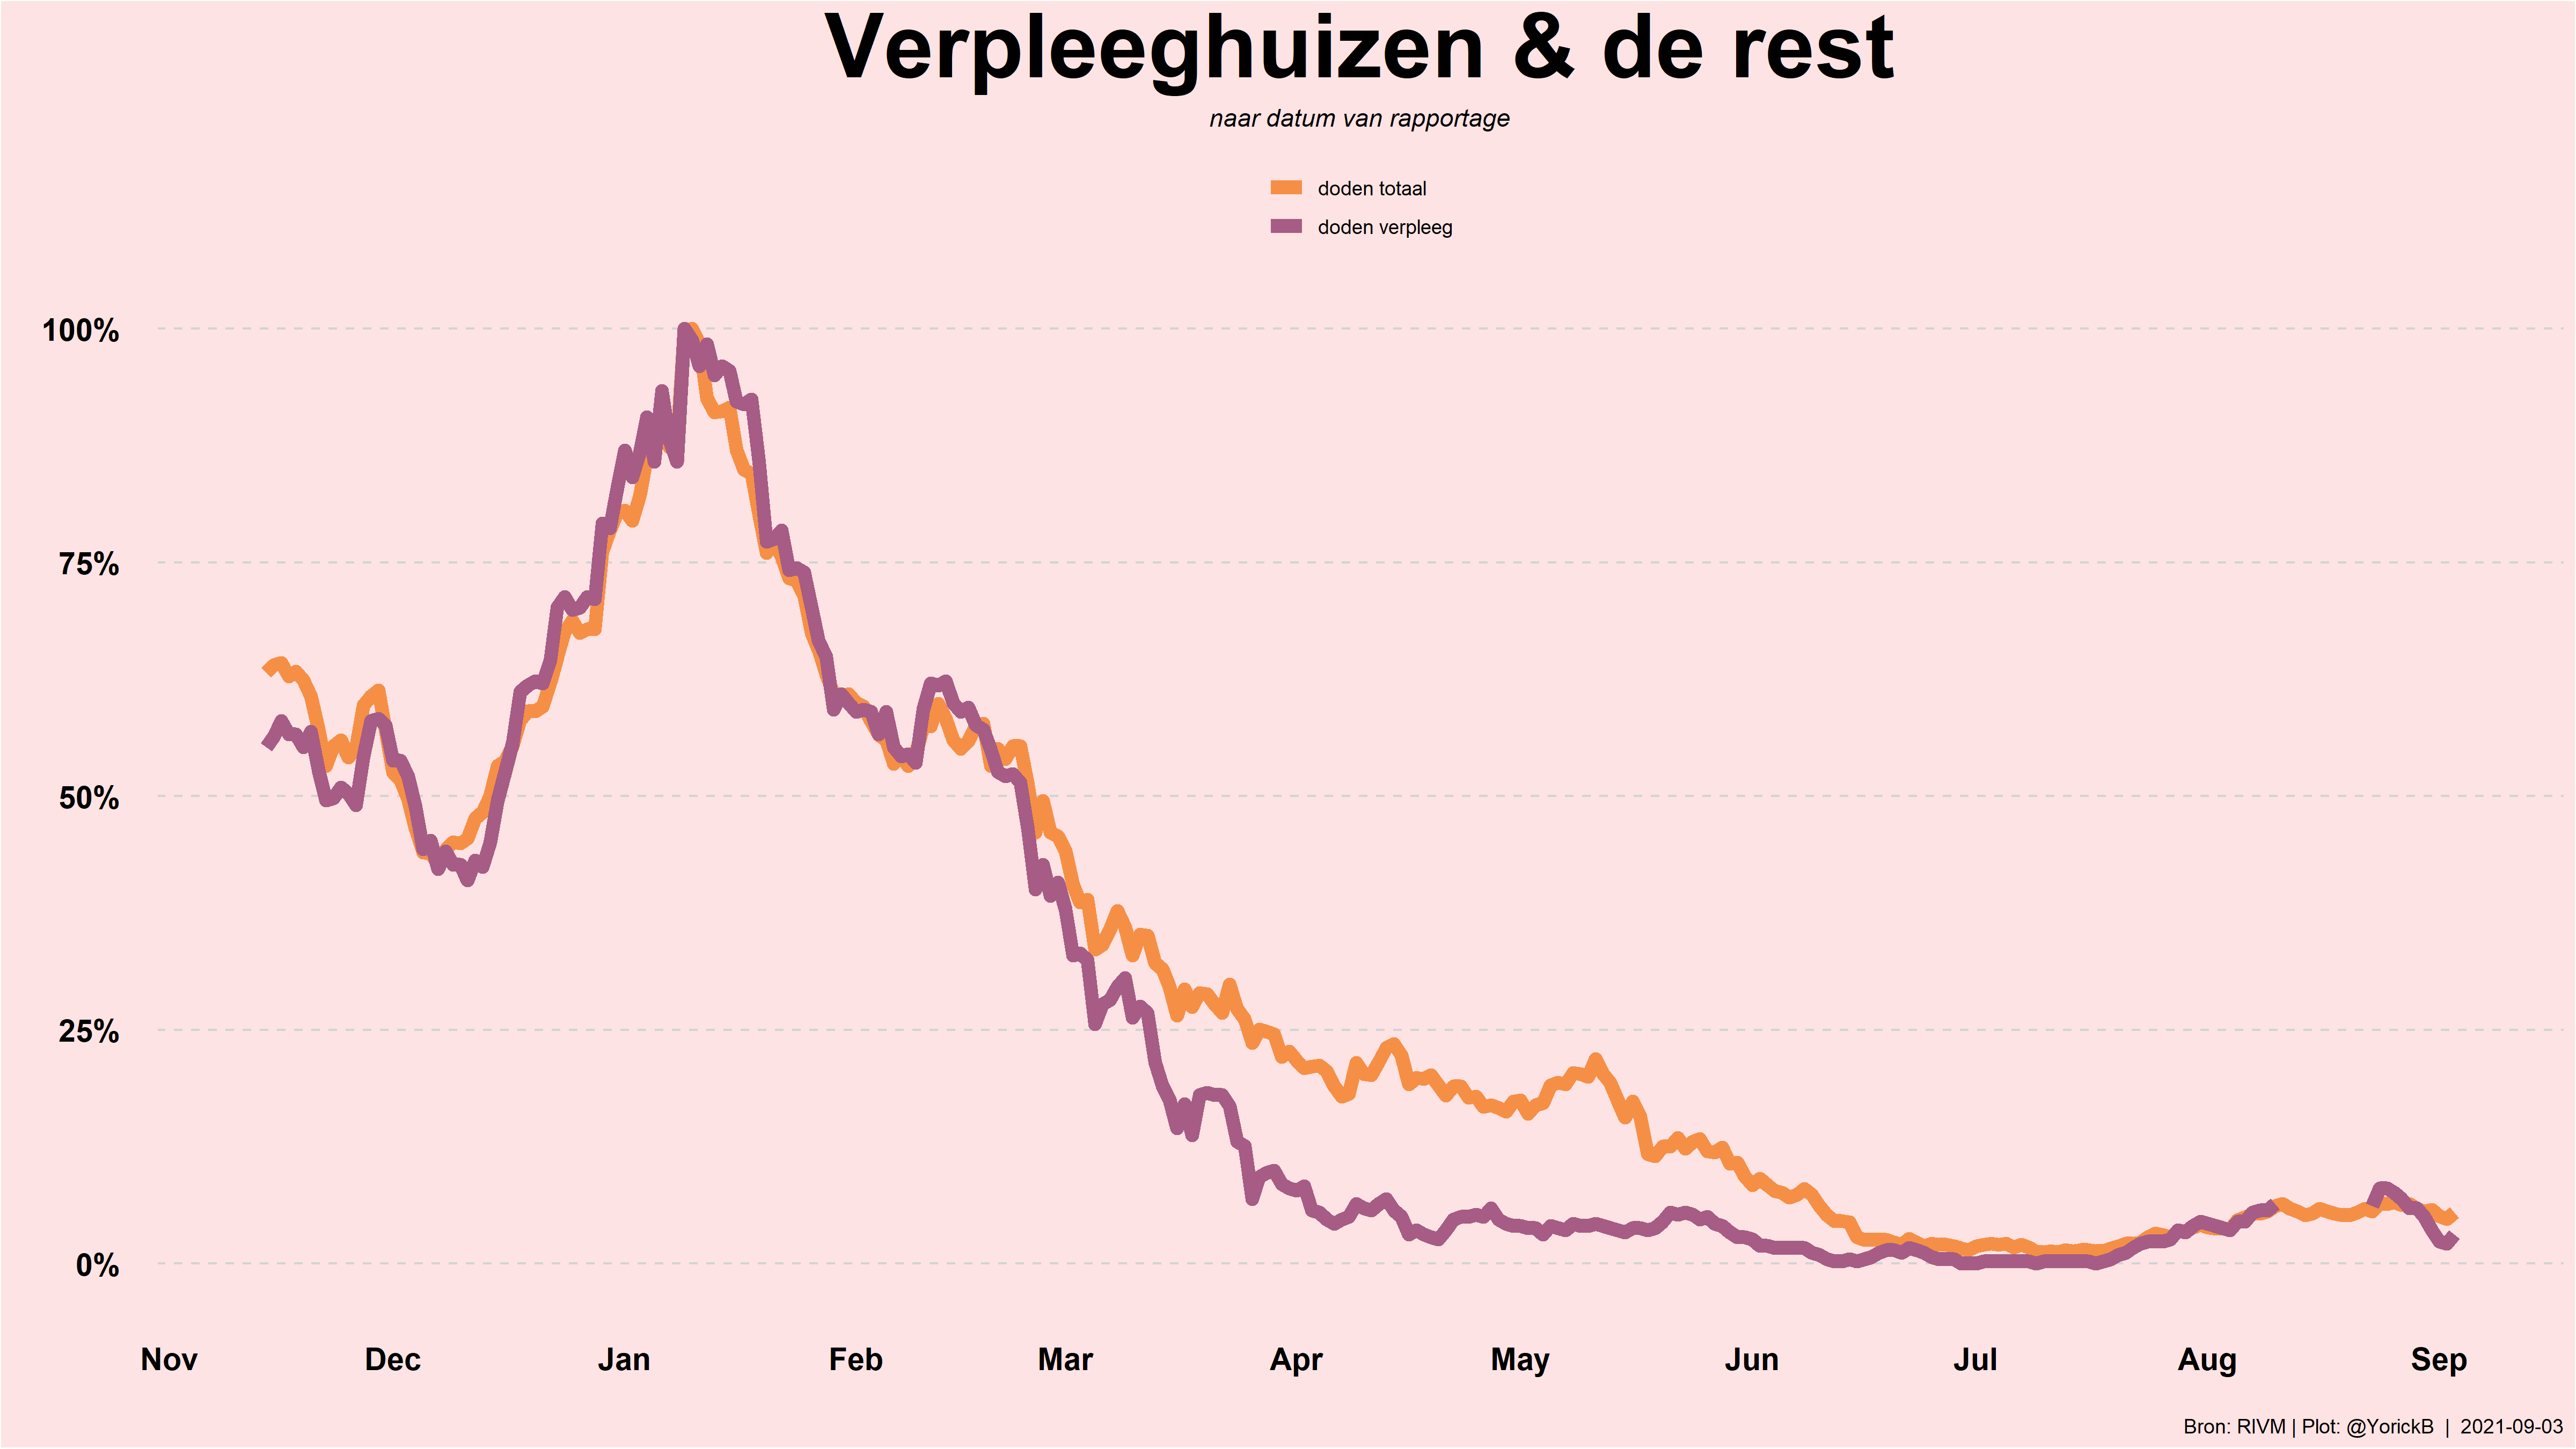 Verpleeghuizen & de rest
naar datum van rapportage
doden totaal
doden verpleeg
100%
75%
50%
25%
0%
Nov Dec Jan Feb Mar Apr May Jun Jul Aug Sep
Bron: RIVM | Plot: @YorickB | 2021-09-03